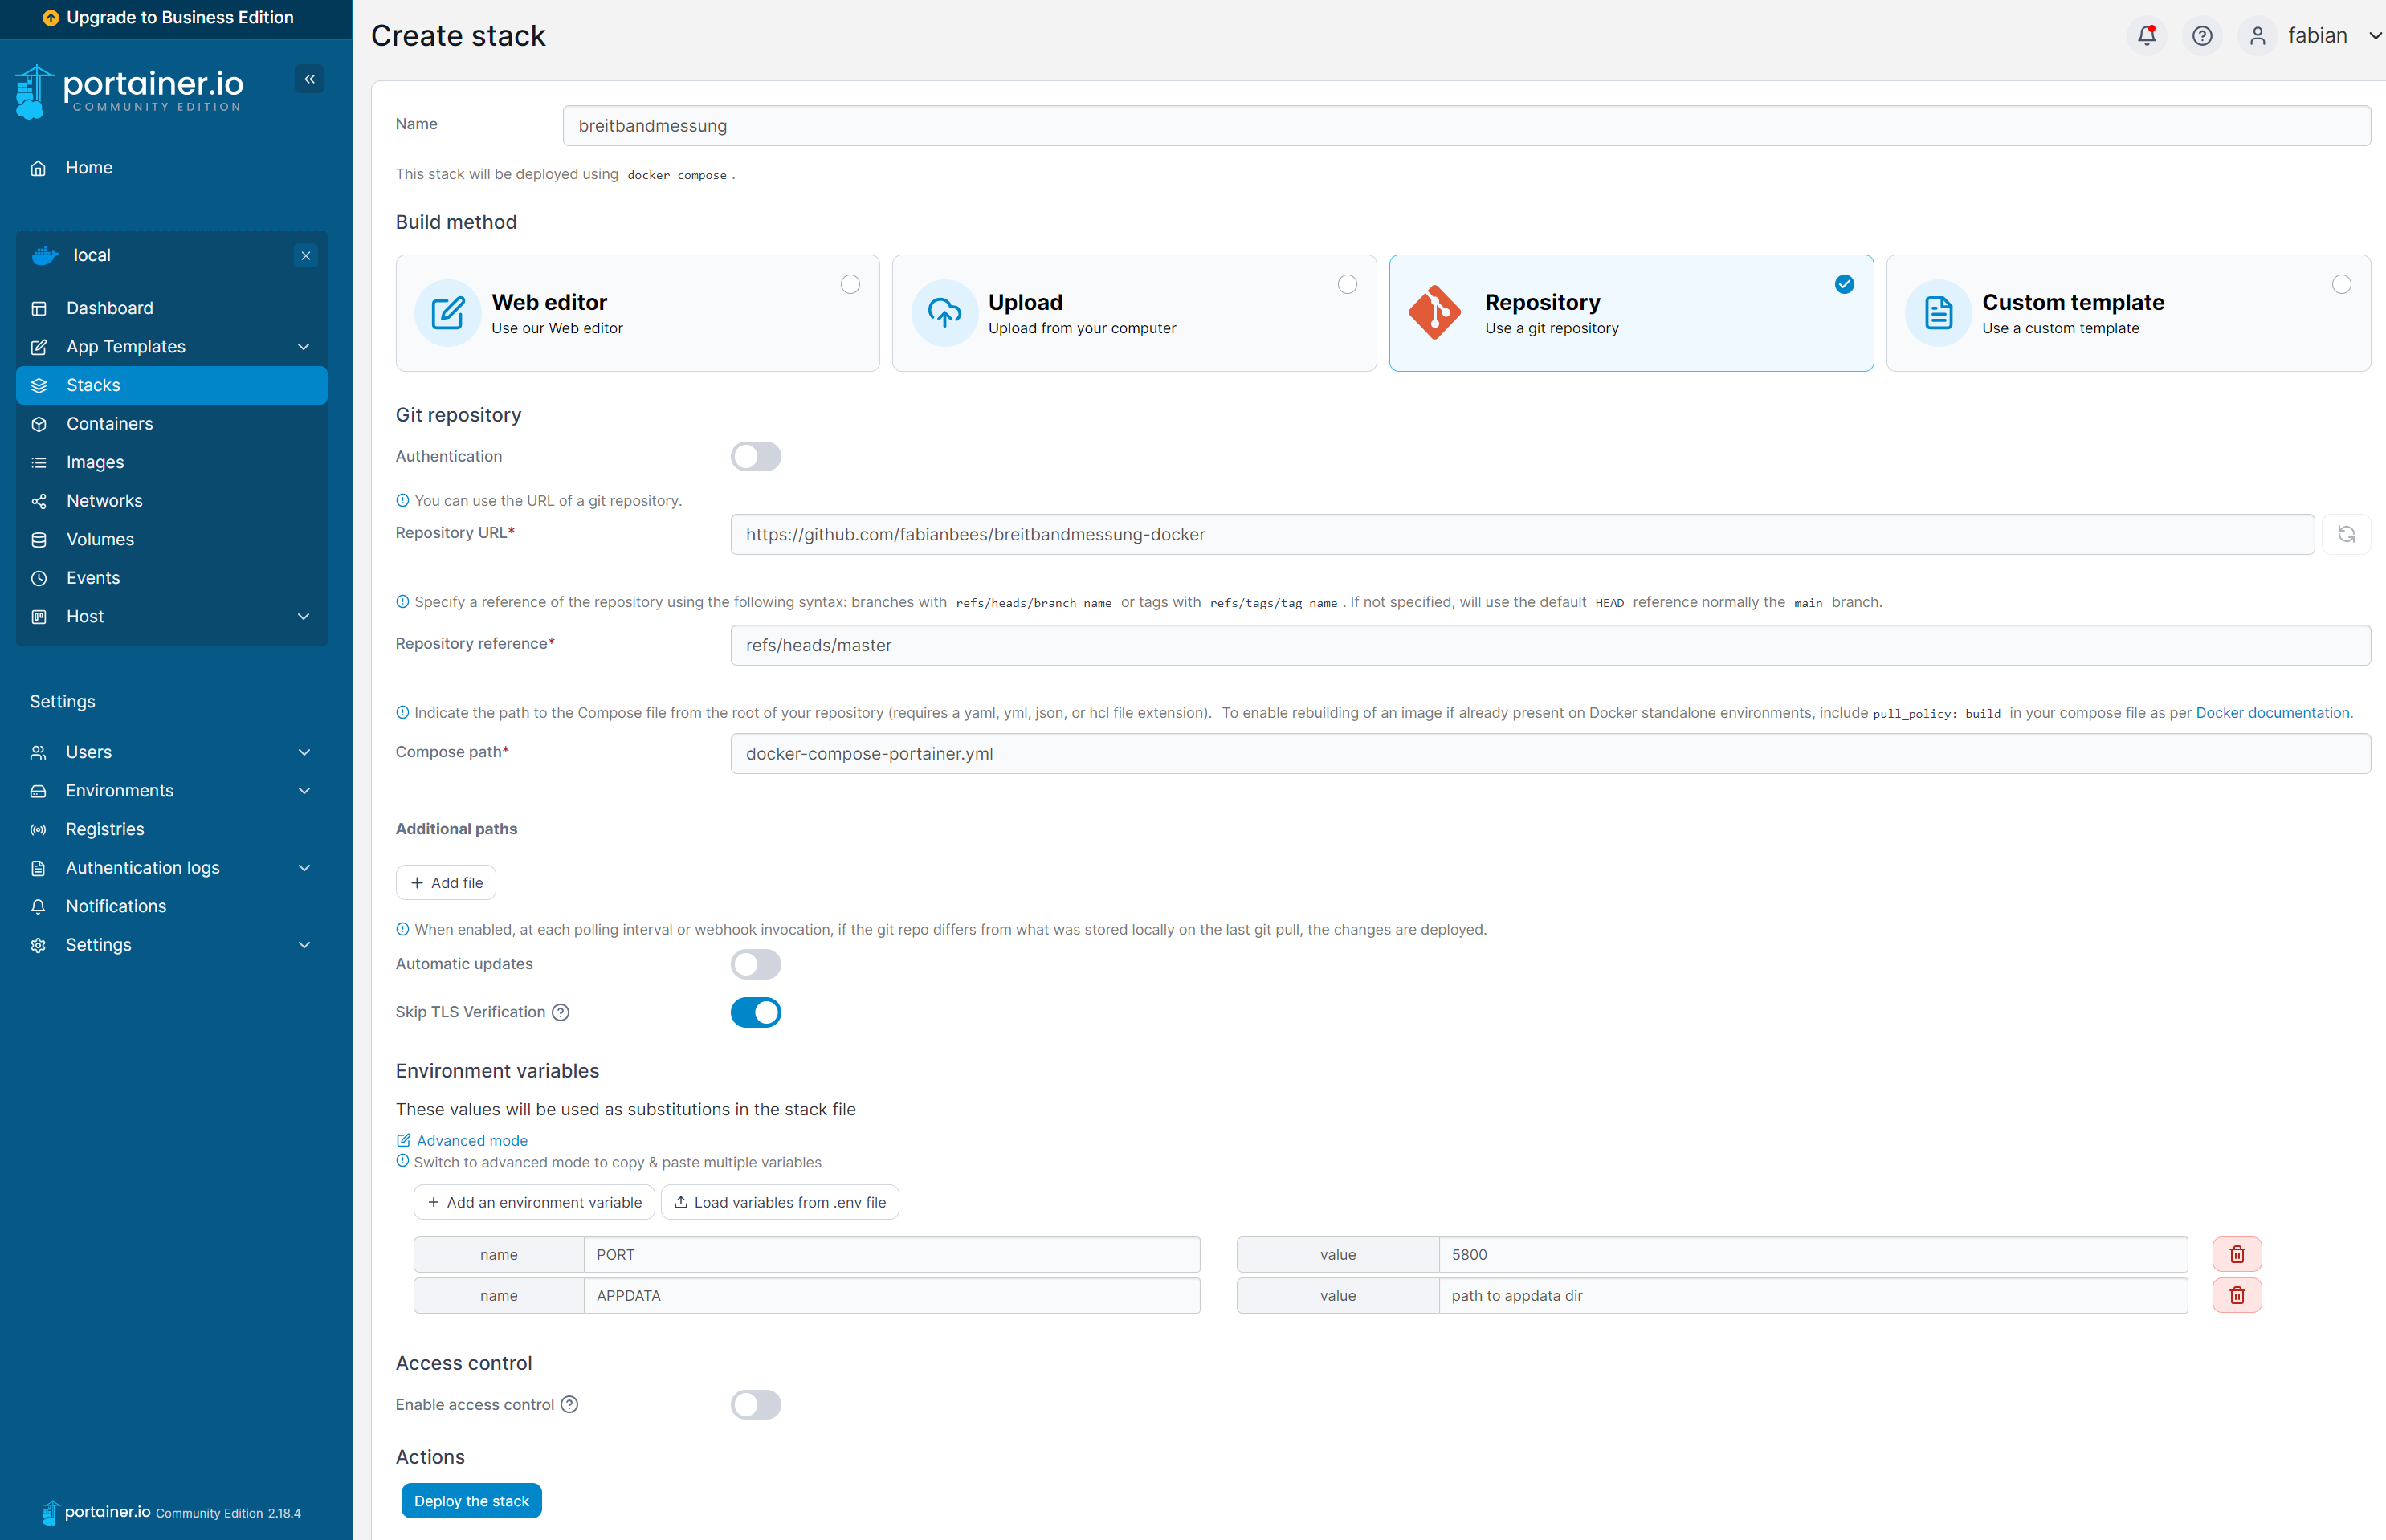 Upgrade to Business Edition
portainer.io
COMMUNITY EDITION
Home
local
Dashboard
App Templates
Stacks
Containers
Images
Networks
Volumes
Events
Host
Settings
Users
Environments
Registries
Authentication logs
Notifications
Settings
portainer.io Community Edition 2.18.4
Create stack
fabian
Name
breitbandmessung
This stack will be deployed using docker compose.
Build method
Web editor
Use our Web editor
Upload
Upload from your computer
Repository
Use a git repository
Custom template
Use a custom template
Git repository
Authentication
You can use the URL of a git repository.
Repository URL*
https://github.com/fabianbees/breitbandmessung-docker
Specify a reference of the repository using the following syntax: branches with refs/heads/branch_name or tags with refs/tags/tag_name. If not specified, will use the default HEAD reference normally the main branch.
Repository reference*
refs/heads/master
Indicate the path to the Compose file from the root of your repository (requires a yaml, yml, json, or hcl file extension). To enable rebuilding of an image if already present on Docker standalone environments, include pull_policy: build in your compose file as per Docker documentation.
Compose path*
docker-compose-portainer.yml
Additional paths
+ Add file
When enabled, at each polling interval or webhook invocation, if the git repo differs from what was stored locally on the last git pull, the changes are deployed.
Automatic updates
Skip TLS Verification
Environment variables
These values will be used as substitutions in the stack file
Advanced mode
Switch to advanced mode to copy & paste multiple variables
+ Add an environment variable Load variables from .env file
name PORT value 5800
name APPDATA value path to appdata dir
Access control
Enable access control
Actions
Deploy the stack